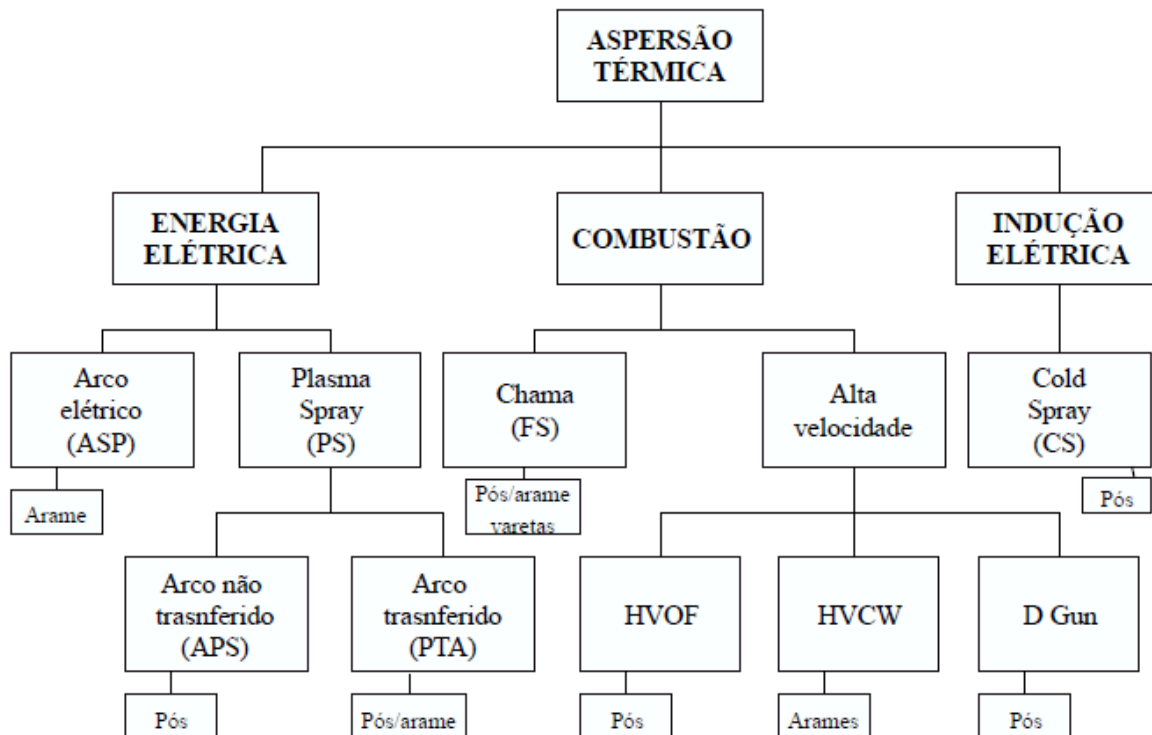 ASPERSÃO
TÉRMICA
ENERGIA
ELÉTRICA
COMBUSTÃO
INDUÇÃO
ELÉTRICA
Arco
elétrico
(ASP)
Plasma
Spray
(PS)
Chama
(FS)
Alta
velocidade
Cold
Spray
(CS)
Arame
Pós/arame
varetas
Pós
Arco não
trasnferido
(APS)
Arco
trasnferido
(PTA)
HVOF
HVCW
D Gun
Pós
Pós/arame
Pós
Arames
Pós